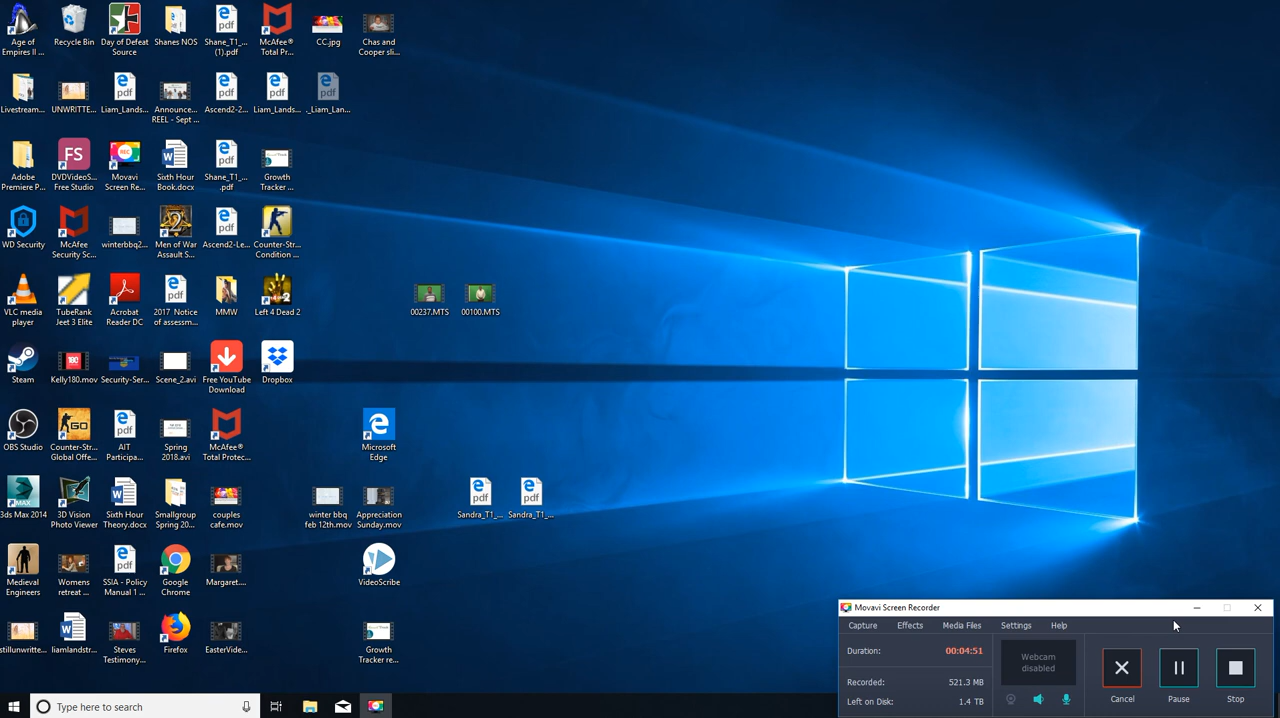 Age of
Empires II ...
Recycle Bin
Day of Defeat
Source
Shanes NOS
Shane_T1_...
(1).pdf
McAfee®
Total Pr...
CC.jpg
Chas and
Cooper sli...
Livestream...
UNWRITTE...
Liam_Lands...
Announce...
REEL - Sept ...
Ascend2-2...
Liam_Lands...
._Liam_Lan...
Adobe
Premiere P...
DVDVideoS...
Free Studio
Movavi
Screen Re...
Sixth Hour
Book.docx
Shane_T1_...
.pdf
Growth
Tracker ...
WD Security
McAfee
Security Sc...
winterbbq2...
Men of War
Assault S...
Ascend2-Le...
Counter-Str...
Condition ...
VLC media
player
TubeRank
Jeet 3 Elite
Acrobat
Reader DC
2017 Notice
of assessm...
MMW
Left 4 Dead 2
00237.MTS
00100.MTS
Steam
Kelly180.mov
Security-Ser...
Scene_2.avi
Free YouTube
Download
Dropbox
OBS Studio
Counter-Str...
Global Offe...
AIT
Participa...
Spring
2018.avi
McAfee®
Total Protec...
Microsoft
Edge
3ds Max 2014
3D Vision
Photo Viewer
Sixth Hour
Theory.docx
Smallgroup
Spring 20...
couples
cafe.mov
winter bbq
feb 12th.mov
Appreciation
Sunday.mov
Sandra_T1_...
Sandra_T1_...
Medieval
Engineers
Womens
retreat ...
SSIA - Policy
Manual 1 ...
Google
Chrome
Margaret....
VideoScribe
stillunwritte...
liamlandstr...
Steves
Testimony...
Firefox
EasterVide...
Growth
Tracker re...
Movavi Screen Recorder
Capture Effects Media Files Settings Help
Duration: 00:04:51
Webcam
disabled
Recorded: 521.3 MB
Left on Disk: 1.4 TB
Cancel Pause Stop
Type here to search